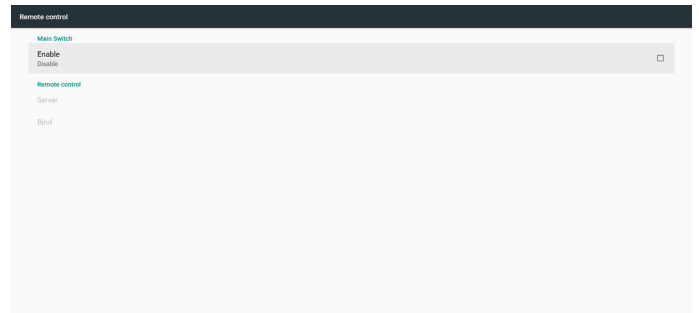 Remote control
Main Switch
Enable
Disable
Remote control
Server
Bind